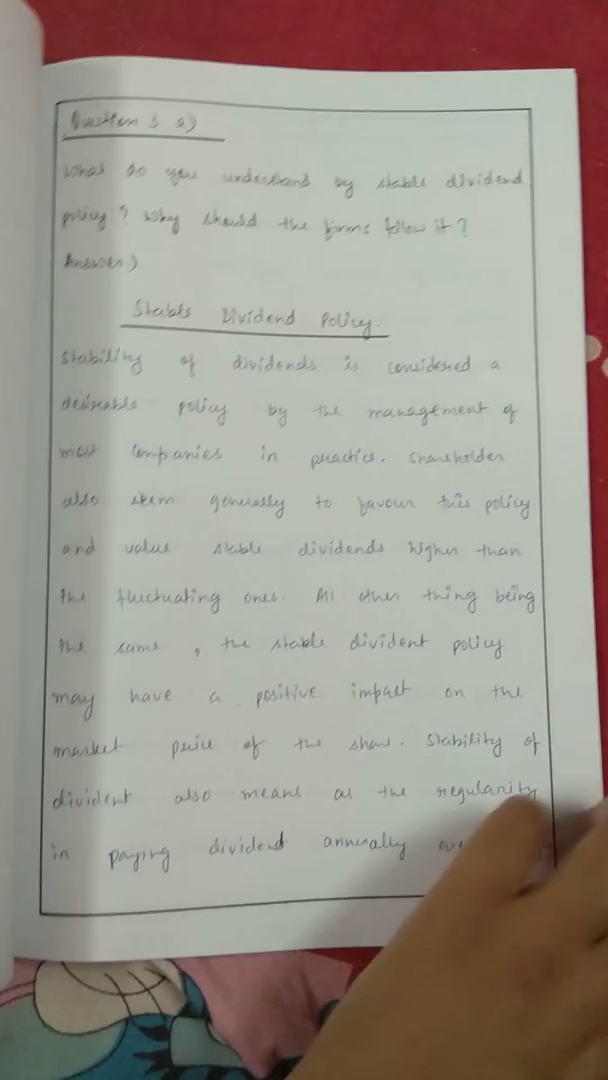 Question 3 a)
What do you understand by stable dividend
policy? Why should the firms follow it?
Answer)
Stable Dividend Policy.
Stability of dividends is considered a
desirable policy by the management of
most companies in practice. Shareholder
also seem generally to favour this policy
and value stable dividends higher than
the fluctuating ones. All other thing being
the same, the stable divident policy
may have a positive impact on the
market price of the share. Stability of
divident also means as the regularity
in paying dividend annually